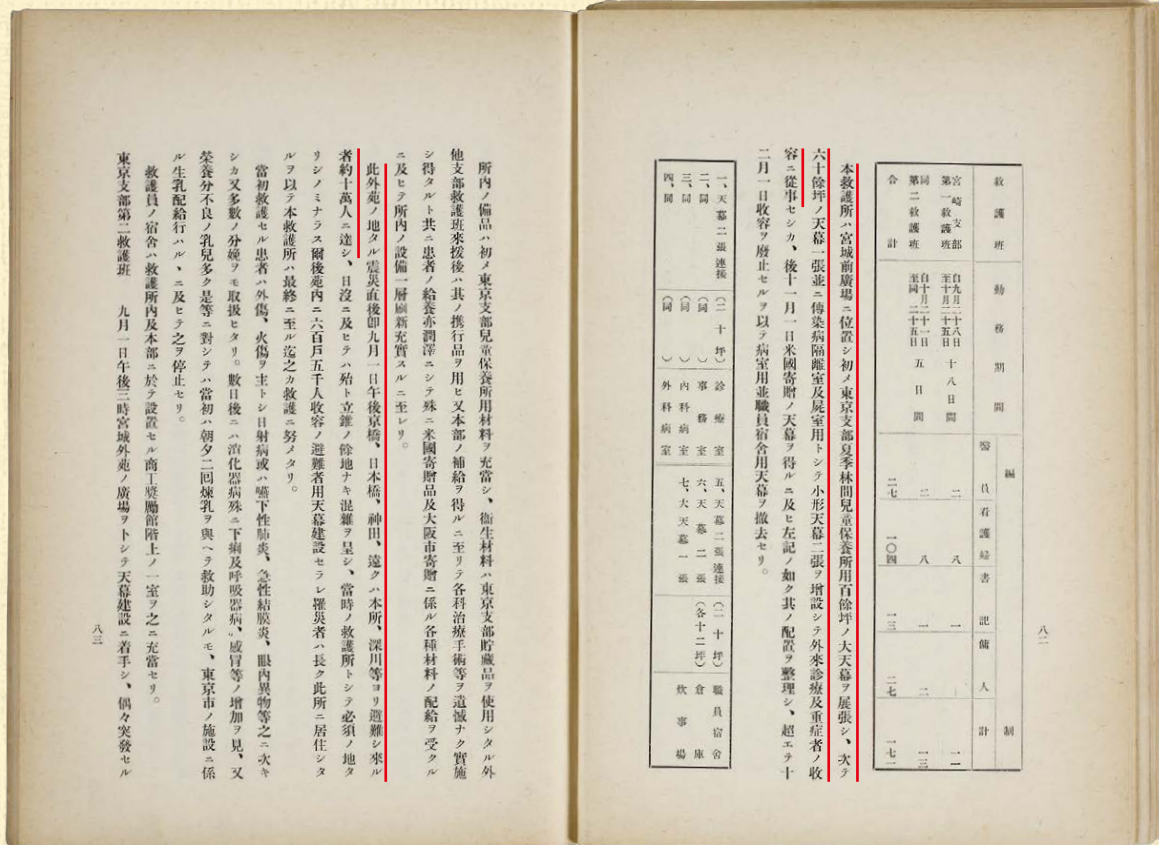 救護班 勤務期間 編制
醫員 看護婦 書記 傭人 計
宮崎支部第一救護班 自九月二十八日至十月二十五日 十八日間 二 八 一 一一
同第二救護班 自十月二十一日至同二十五日 五日間 二 八 一 二 一三
合計 二七 一〇四 一三 二七 一七一
本救護所ハ宮城前廣場ニ位置シ初メ東京支部夏季林間兒童保養所用百餘坪ノ大天幕ヲ展張シ、次テ
六十餘坪ノ天幕一張並ニ傳染病隔離室及屍室用トシテ小形天幕二張ヲ增設シテ外來診療及重症者ノ收
容ニ從事セシカ、後十一月一日米國寄贈ノ天幕ヲ得ルニ及ヒ左記ノ如ク其ノ配置ヲ整理シ、超エテ十
二月一日收容ヲ廢止セルヲ以テ病室用並職員宿舍用天幕ヲ撤去セリ。
一、天幕二張連接 (二十坪) 診療室 五、天幕二張連接 (二十坪) 職員宿舍
二、同 (同) 事務室 六、天幕二張 (各十二坪) 倉庫
三、同 (同) 內科病室 七、大天幕一張 炊事場
四、同 (同) 外科病室
八二
所內ノ備品ハ初メ東京支部兒童保養所用材料ヲ充當シ、衞生材料ハ東京支部貯藏品ヲ使用シタル外
他支部救護班來援後ハ其ノ携行品ヲ用ヒ又本部ノ補給ヲ得ルニ至リテ各科治療手術等ヲ遺憾ナク實施
シ得タルト共ニ患者ノ給養亦潤澤ニシテ殊ニ米國寄贈品及大阪市寄贈ニ係ル各種材料ノ配給ヲ受クル
ニ及ヒテ所內ノ設備一層刷新充實スルニ至レリ。
此外苑ノ地タル震災直後卽九月一日午後京橋、日本橋、神田、遠クハ本所、深川等ヨリ避難シ來ル
者約十萬人ニ達シ、日沒ニ及ヒテハ殆ト立錐ノ餘地ナキ混雜ヲ呈シ、當時ノ救護所トシテ必須ノ地タ
リシノミナラス爾後苑內ニ六百戶五千人收容ノ避難者用天幕建設セラレ罹災者ハ長ク此所ニ居住シタ
ルヲ以テ本救護所ハ最終ニ至ル迄之カ救護ニ努メタリ。
當初救護セル患者ハ外傷、火傷ヲ主トシ日射病或ハ嚥下性肺炎、急性結膜炎、眼內異物等之ニ次キ
シカ又多數ノ分娩ヲモ取扱ヒタリ。數日後ニハ消化器病殊ニ下痢及呼吸器病、感冒等ノ增加ヲ見、又
榮養分不良ノ乳兒多ク是等ニ對シテハ當初ハ朝夕二回煉乳ヲ與ヘテ救助シタルモ、東京市ノ施設ニ係
ル生乳配給行ハルヽニ及ヒテ之ヲ停止セリ。
救護員ノ宿舍ハ救護所內及本部ニ於テ設置セル商工奬勵館階上ノ一室ヲ之ニ充當セリ。
東京支部第二救護班 九月一日午後三時宮城外苑ノ廣場ヲトシテ天幕建設ニ着手シ、偶々突發セル
八三